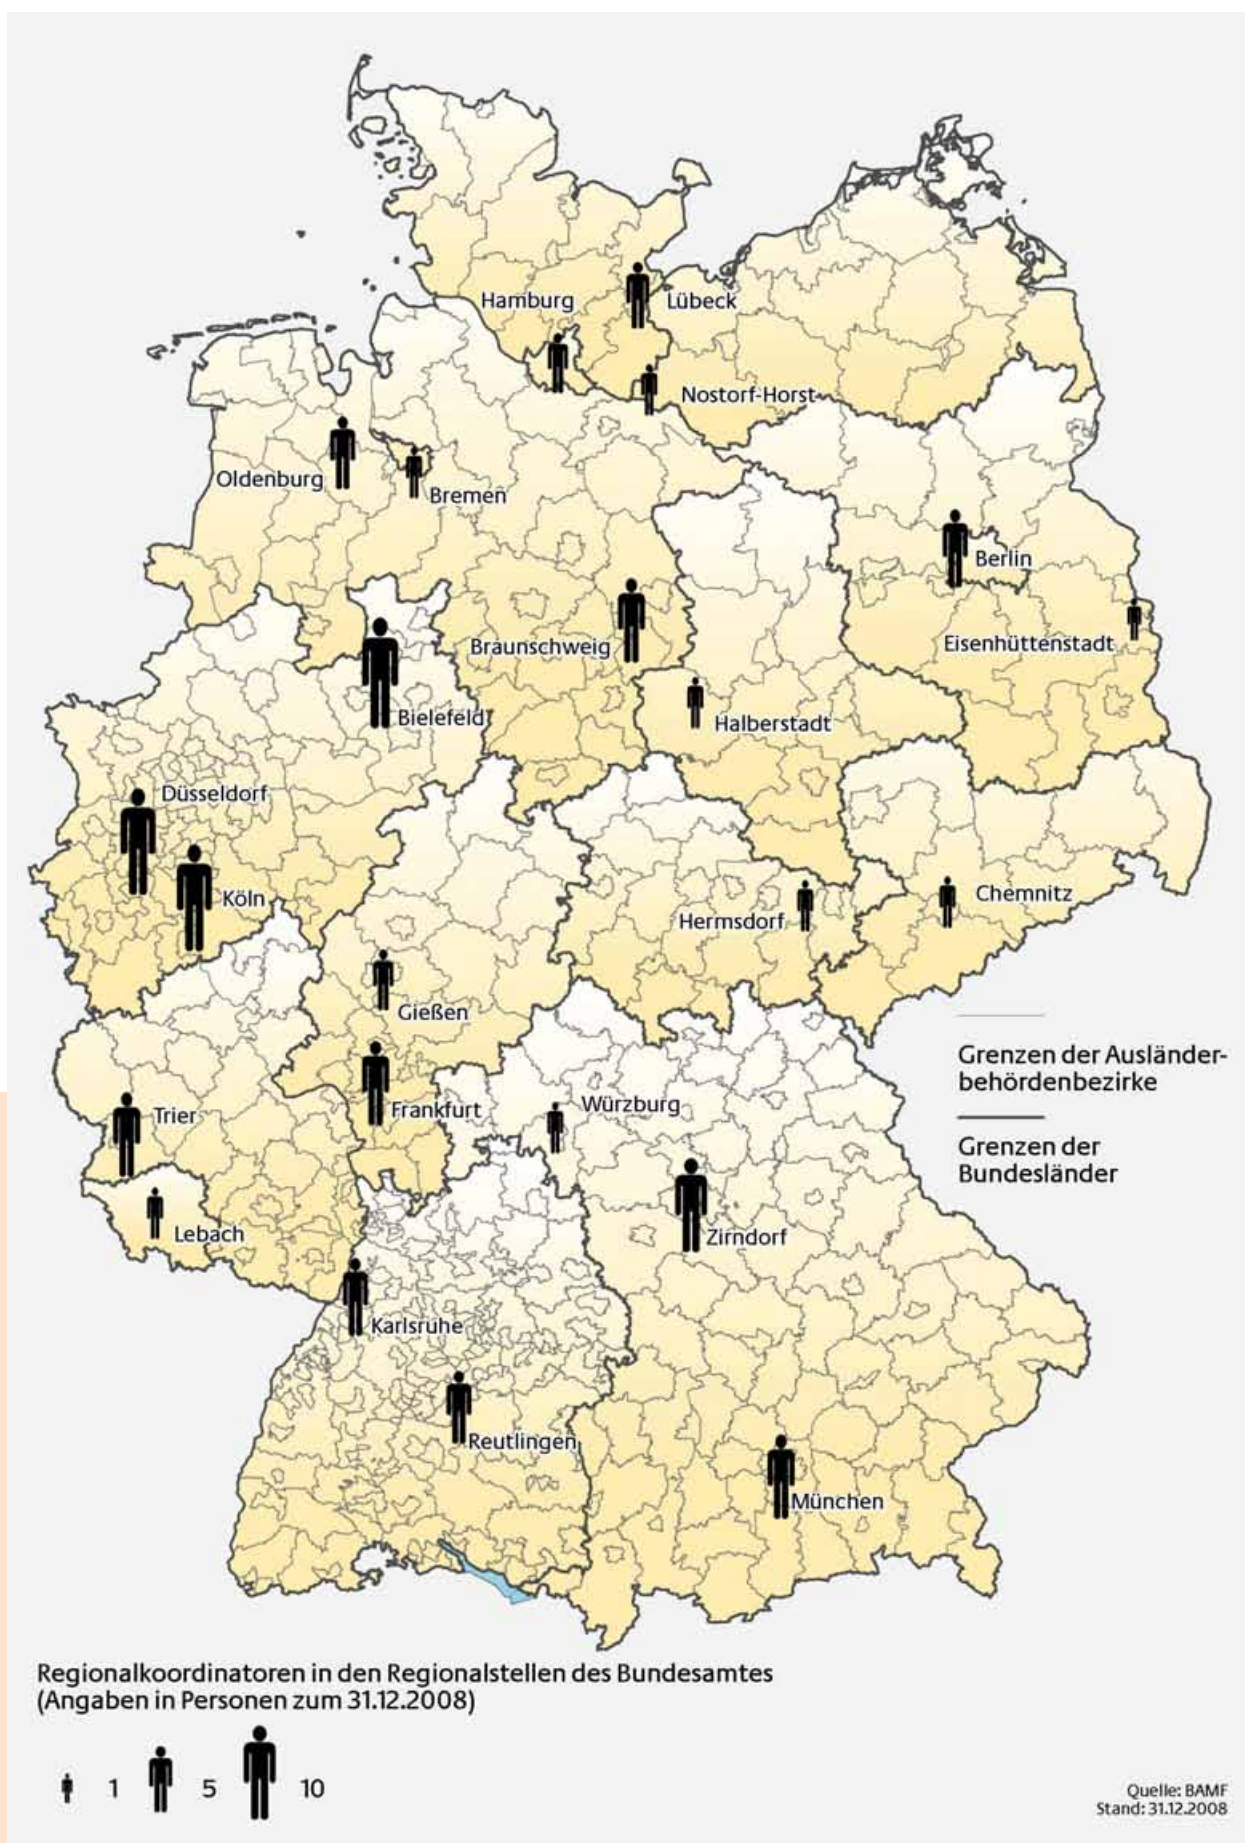 Hamburg
Lübeck
Nostorf-Horst
Oldenburg
Bremen
Berlin
Eisenhüttenstadt
Braunschweig
Bielefeld
Halberstadt
Düsseldorf
Köln
Chemnitz
Hermsdorf
Gießen
Grenzen der Ausländer-
behördenbezirke
Frankfurt
Würzburg
Trier
Grenzen der
Bundesländer
Lebach
Zirndorf
Karlsruhe
Reutlingen
München
Regionalkoordinatoren in den Regionalstellen des Bundesamtes
(Angaben in Personen zum 31.12.2008)
1 5 10
Quelle: BAMF
Stand: 31.12.2008